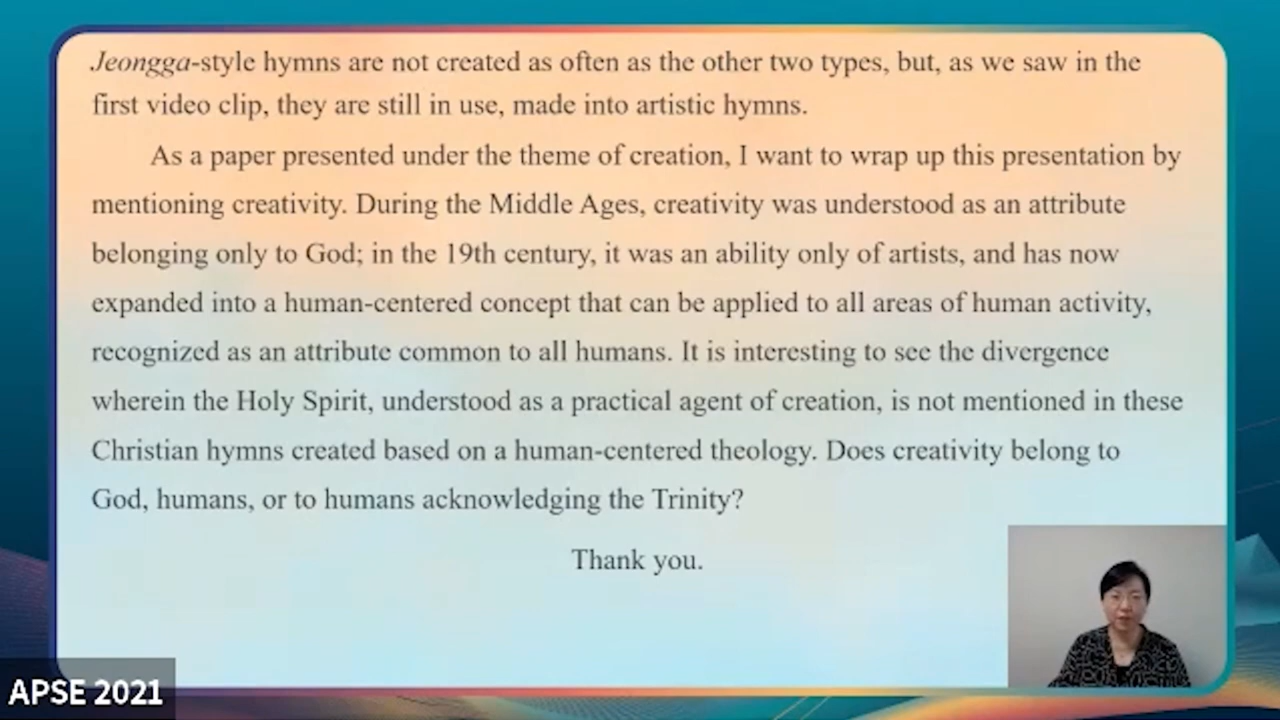 Jeongga-style hymns are not created as often as the other two types, but, as we saw in the
first video clip, they are still in use, made into artistic hymns.
As a paper presented under the theme of creation, I want to wrap up this presentation by
mentioning creativity. During the Middle Ages, creativity was understood as an attribute
belonging only to God; in the 19th century, it was an ability only of artists, and has now
expanded into a human-centered concept that can be applied to all areas of human activity,
recognized as an attribute common to all humans. It is interesting to see the divergence
wherein the Holy Spirit, understood as a practical agent of creation, is not mentioned in these
Christian hymns created based on a human-centered theology. Does creativity belong to
God, humans, or to humans acknowledging the Trinity?
Thank you.
APSE 2021